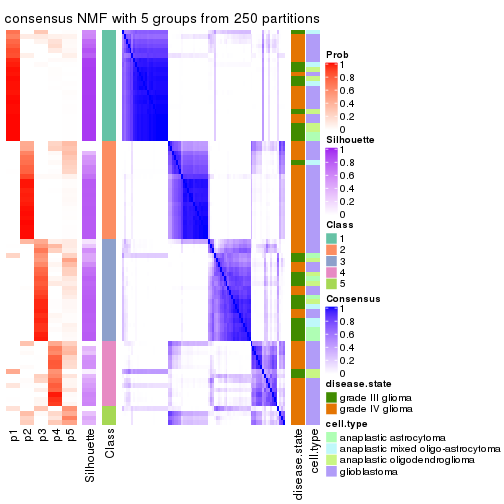 consensus NMF with 5 groups from 250 partitions
Prob
1
0.8
0.6
0.4
0.2
0
Silhouette
1
0.8
0.6
0.4
0.2
0
Class
1
2
3
4
5
Consensus
1
0.8
0.6
0.4
0.2
0
disease.state
grade III glioma
grade IV glioma
cell.type
anaplastic astrocytoma
anaplastic mixed oligo-astrocytoma
anaplastic oligodendroglioma
glioblastoma
p1
p2
p3
p4
p5
Silhouette
Class
disease.state
cell.type